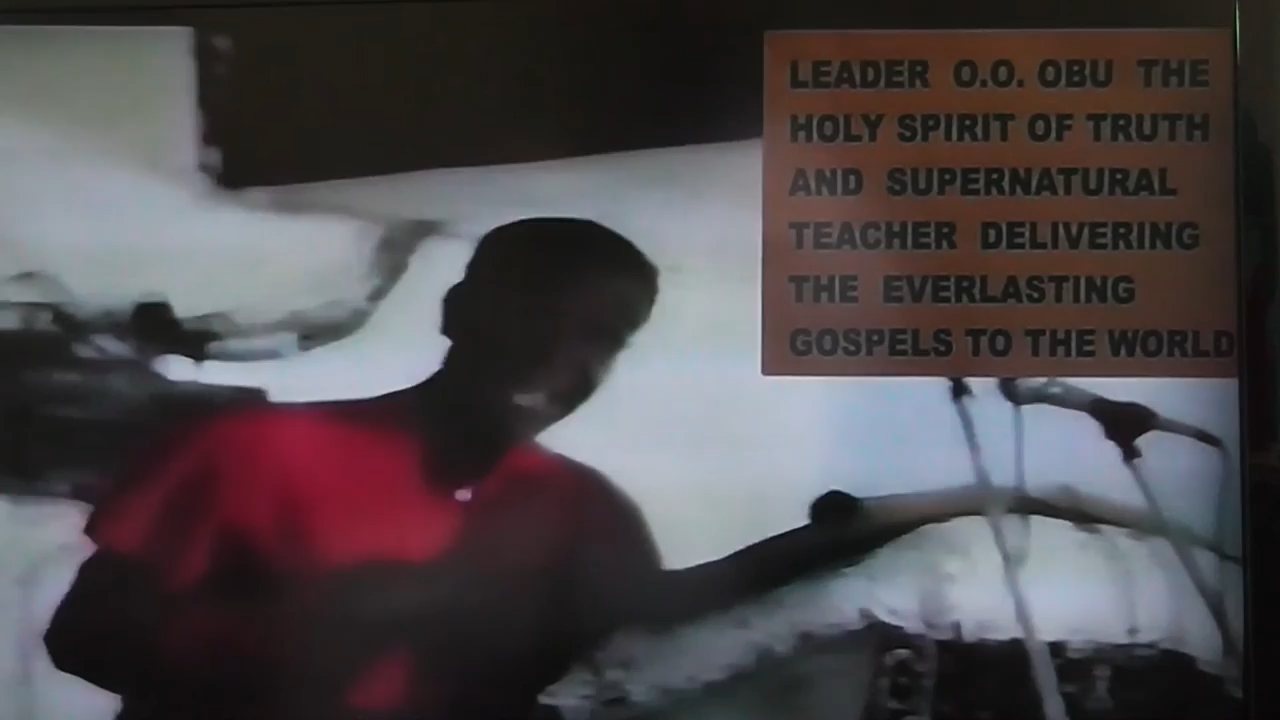 LEADER O.O. OBU THE
HOLY SPIRIT OF TRUTH
AND SUPERNATURAL
TEACHER DELIVERING
THE EVERLASTING
GOSPELS TO THE WORLD